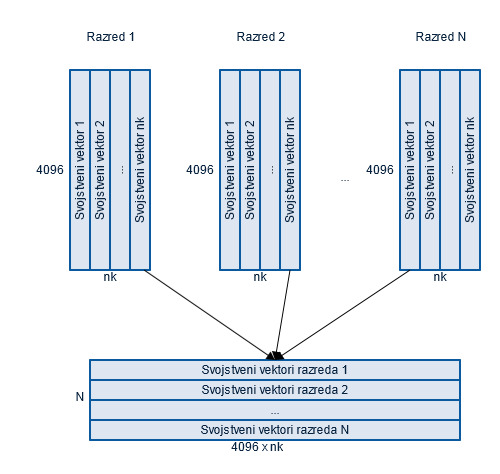 Razred 1
Razred 2
Razred N
4096
Svojstveni vektor 1
Svojstveni vektor 2
...
Svojstveni vektor nk
nk
4096
Svojstveni vektor 1
Svojstveni vektor 2
...
Svojstveni vektor nk
nk
...
4096
Svojstveni vektor 1
Svojstveni vektor 2
...
Svojstveni vektor nk
nk
N
Svojstveni vektori razreda 1
Svojstveni vektori razreda 2
...
Svojstveni vektori razreda N
4096 x nk